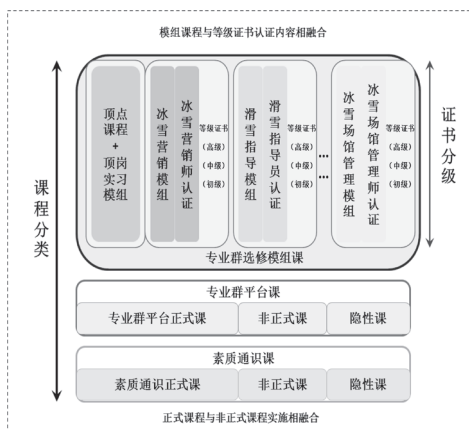 模组课程与等级证书认证内容相融合
课程分类
顶点
课程
+
顶岗
实习
模组
冰雪营销模组
冰雪营销师认证
等级证书
(高级)
(中级)
(初级)
滑雪指导模组
滑雪指导员认证
等级证书
(高级)
(中级)
(初级)
...
...
冰雪场馆管理模组
冰雪场馆管理师认证
等级证书
(高级)
(中级)
(初级)
证书分级
专业群选修模组课
专业群平台课
专业群平台正式课 非正式课 隐性课
素质通识课
素质通识正式课 非正式课 隐性课
正式课程与非正式课程实施相融合